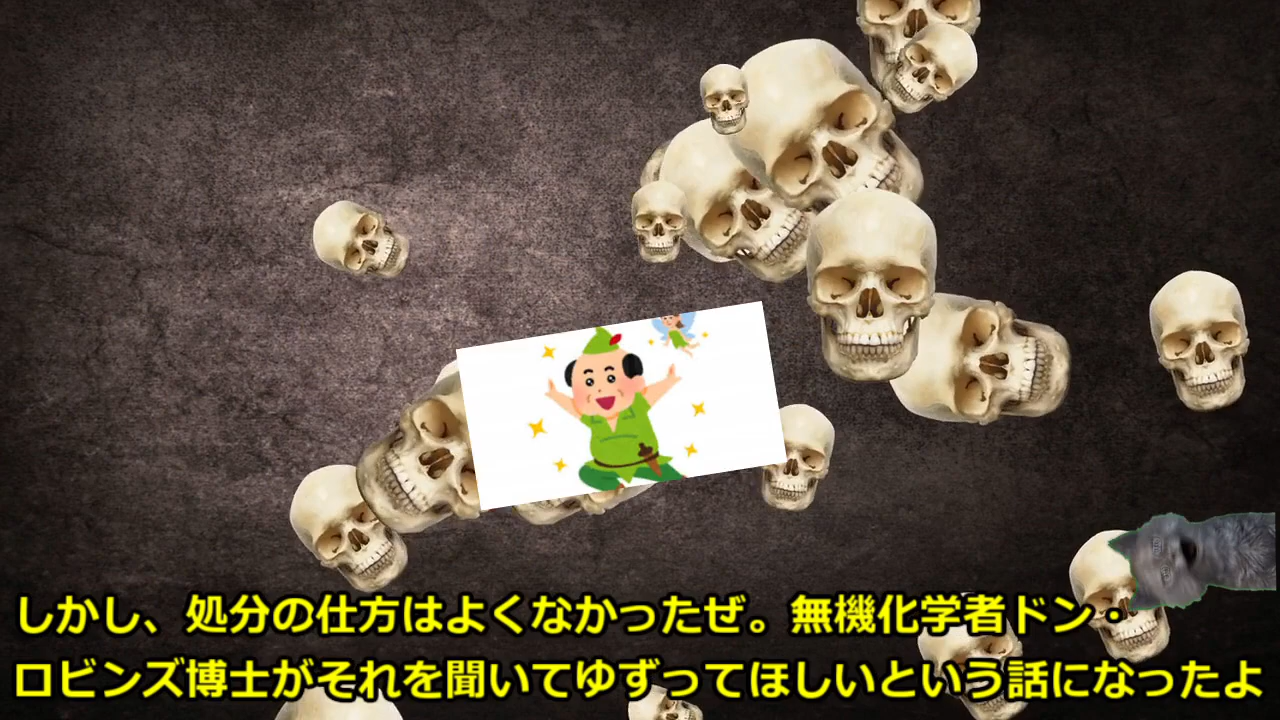 しかし、処分の仕方はよくなかったぜ。無機化学者ドン・
ロビンズ博士がそれを聞いてゆずってほしいという話になったよ